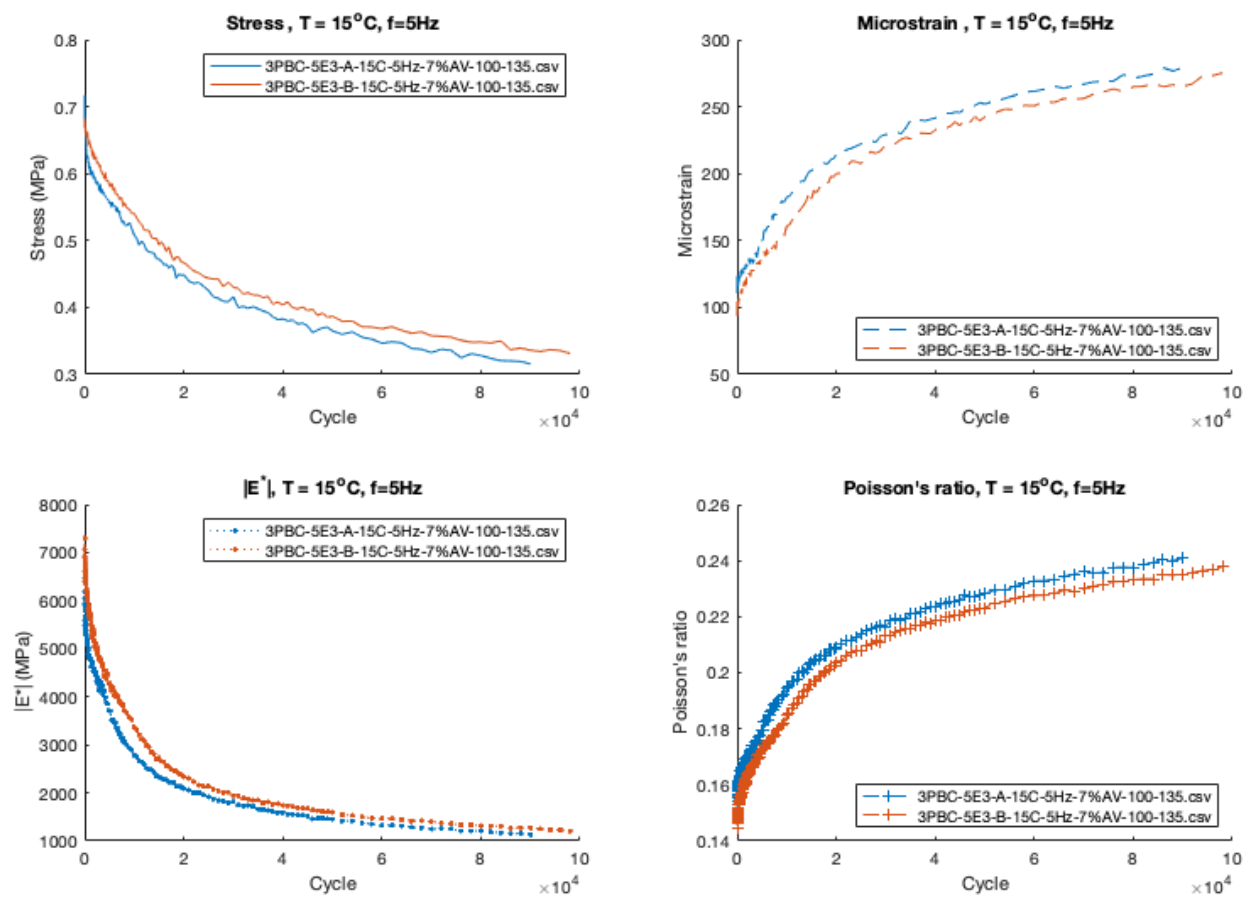 Stress , T = 15°C, f=5Hz
0.8
0.7
0.6
0.5
0.4
0.3
Stress (MPa)
3PBC-5E3-A-15C-5Hz-7%AV-100-135.csv
3PBC-5E3-B-15C-5Hz-7%AV-100-135.csv
0 2 4 6 8 10
Cycle
×10⁴
Microstrain , T = 15°C, f=5Hz
300
250
200
150
100
50
Microstrain
3PBC-5E3-A-15C-5Hz-7%AV-100-135.csv
3PBC-5E3-B-15C-5Hz-7%AV-100-135.csv
0 2 4 6 8 10
Cycle
×10⁴
|E*|, T = 15°C, f=5Hz
8000
7000
6000
5000
4000
3000
2000
1000
|E*| (MPa)
3PBC-5E3-A-15C-5Hz-7%AV-100-135.csv
3PBC-5E3-B-15C-5Hz-7%AV-100-135.csv
0 2 4 6 8 10
Cycle
×10⁴
Poisson's ratio, T = 15°C, f=5Hz
0.26
0.24
0.22
0.2
0.18
0.16
0.14
Poisson's ratio
3PBC-5E3-A-15C-5Hz-7%AV-100-135.csv
3PBC-5E3-B-15C-5Hz-7%AV-100-135.csv
0 2 4 6 8 10
Cycle
×10⁴